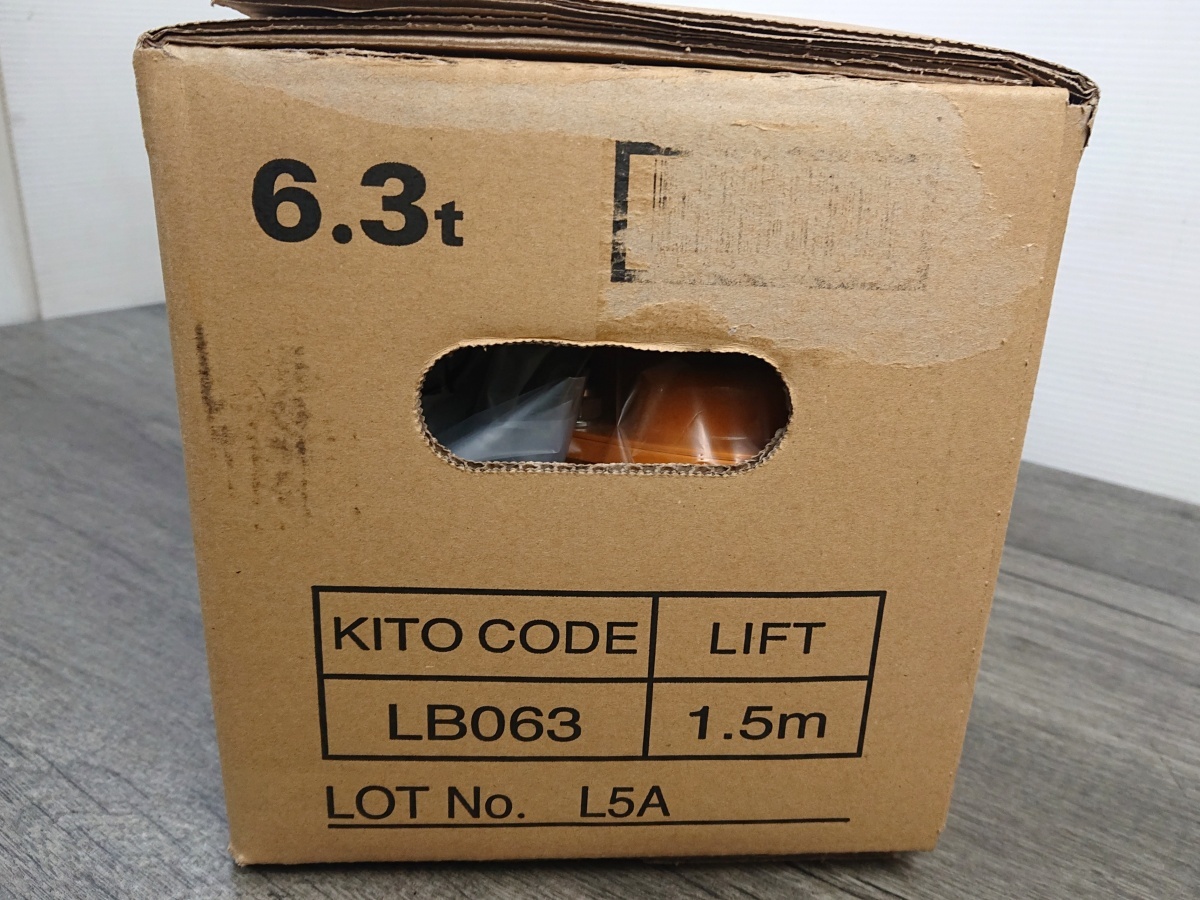 6.3t
KITO CODE LIFT
LB063 1.5m
LOT No. L5A